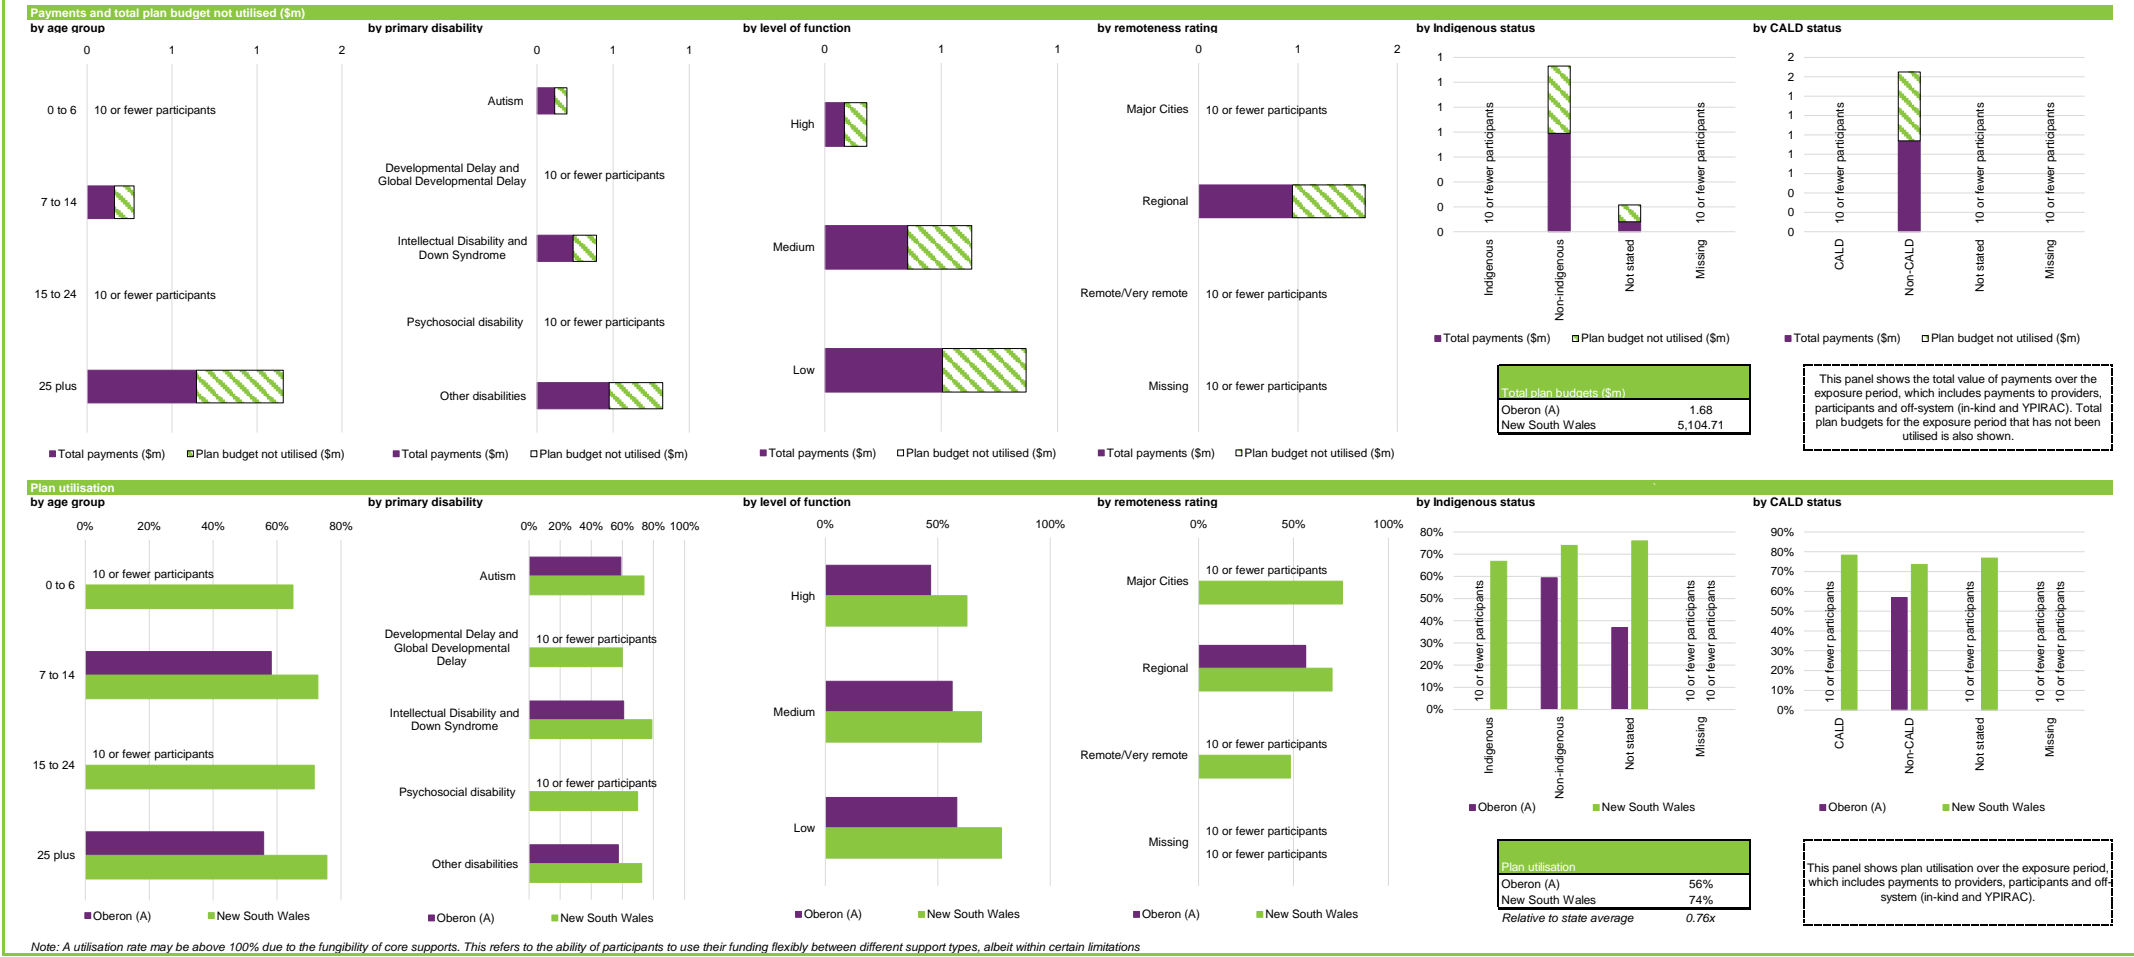 Payments and total plan budget not utilised ($m)
by age group
0 1 1 2
0 to 6
10 or fewer participants
7 to 14
15 to 24
10 or fewer participants
25 plus
Total payments ($m) Plan budget not utilised ($m)
by primary disability
0 1 1
Autism
Developmental Delay and
Global Developmental Delay
10 or fewer participants
Intellectual Disability and
Down Syndrome
Psychosocial disability
10 or fewer participants
Other disabilities
Total payments ($m) Plan budget not utilised ($m)
by level of function
0 1 1
High
Medium
Low
Total payments ($m) Plan budget not utilised ($m)
by remoteness rating
0 1 2
Major Cities
10 or fewer participants
Regional
Remote/Very remote
10 or fewer participants
Missing
10 or fewer participants
Total payments ($m) Plan budget not utilised ($m)
by Indigenous status
1
1
1
1
1
0
0
0
10 or fewer participants
10 or fewer participants
Indigenous
Non-indigenous
Not stated
Missing
Total payments ($m) Plan budget not utilised ($m)
by CALD status
2
2
1
1
1
1
1
0
0
0
10 or fewer participants
10 or fewer participants
10 or fewer participants
CALD
Non-CALD
Not stated
Missing
Total payments ($m) Plan budget not utilised ($m)
Total plan budgets ($m)
Oberon (A) 1.68
New South Wales 5,104.71
This panel shows the total value of payments over the
exposure period, which includes payments to providers,
participants and off-system (in-kind and YPIRAC). Total
plan budgets for the exposure period that has not been
utilised is also shown.
Plan utilisation
by age group
0% 20% 40% 60% 80%
0 to 6
10 or fewer participants
7 to 14
15 to 24
10 or fewer participants
25 plus
Oberon (A) New South Wales
by primary disability
0% 20% 40% 60% 80% 100%
Autism
Developmental Delay and
Global Developmental
Delay
10 or fewer participants
Intellectual Disability and
Down Syndrome
Psychosocial disability
10 or fewer participants
Other disabilities
Oberon (A) New South Wales
by level of function
0% 50% 100%
High
Medium
Low
Oberon (A) New South Wales
by remoteness rating
0% 50% 100%
Major Cities
10 or fewer participants
Regional
Remote/Very remote
10 or fewer participants
Missing
10 or fewer participants
10 or fewer participants
Oberon (A) New South Wales
by Indigenous status
80%
70%
60%
50%
40%
30%
20%
10%
0%
10 or fewer participants
10 or fewer participants
10 or fewer participants
Indigenous
Non-indigenous
Not stated
Missing
Oberon (A) New South Wales
by CALD status
90%
80%
70%
60%
50%
40%
30%
20%
10%
0%
10 or fewer participants
10 or fewer participants
10 or fewer participants
10 or fewer participants
CALD
Non-CALD
Not stated
Missing
Oberon (A) New South Wales
Plan utilisation
Oberon (A) 56%
New South Wales 74%
Relative to state average 0.76x
This panel shows plan utilisation over the exposure period,
which includes payments to providers, participants and off-
system (in-kind and YPIRAC).
Note: A utilisation rate may be above 100% due to the fungibility of core supports. This refers to the ability of participants to use their funding flexibly between different support types, albeit within certain limitations